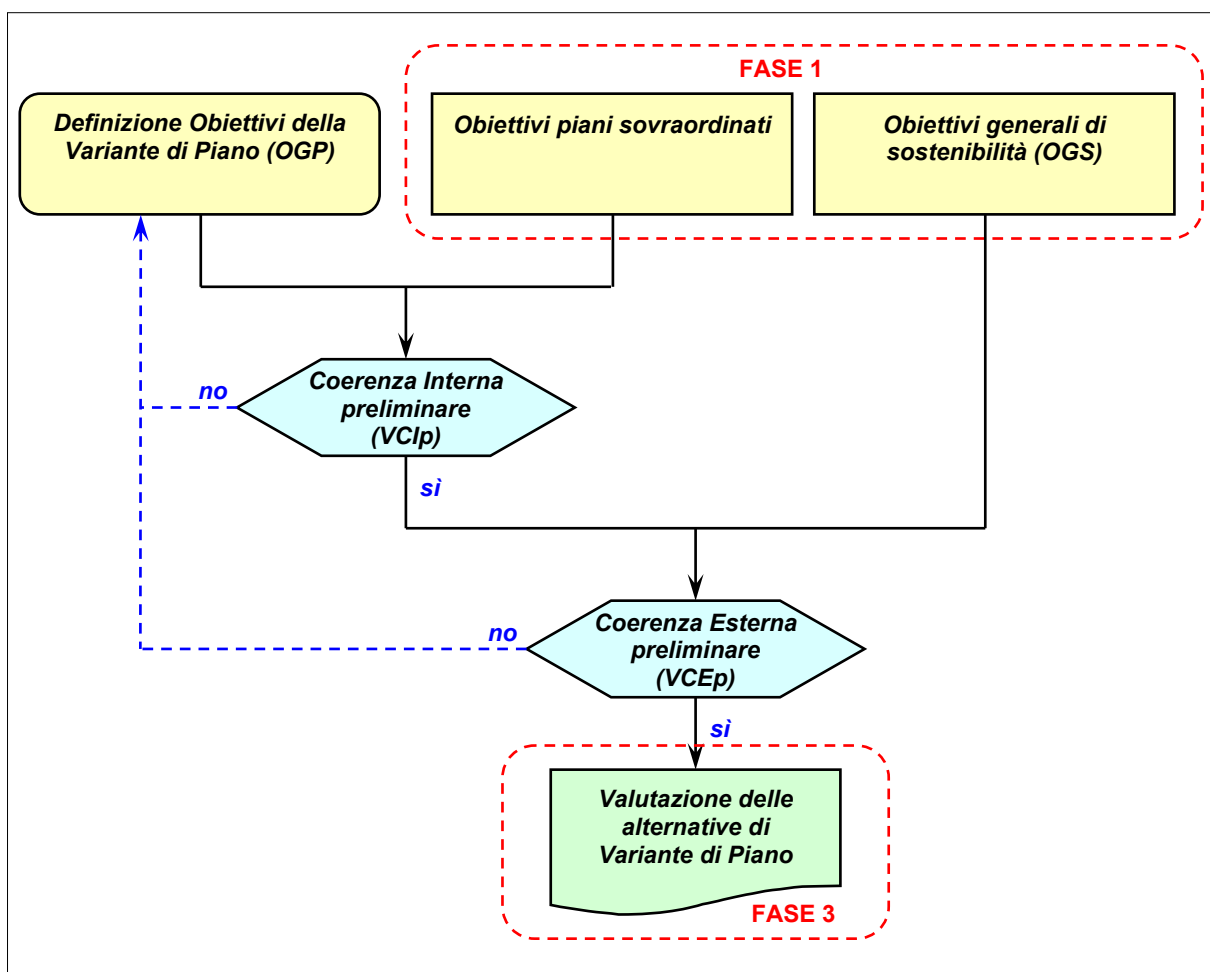 FASE 1
Definizione Obiettivi della
Variante di Piano (OGP)
Obiettivi piani sovraordinati
Obiettivi generali di
sostenibilità (OGS)
Coerenza Interna
preliminare
(VCIp)
no
sì
Coerenza Esterna
preliminare
(VCEp)
no
sì
Valutazione delle
alternative di
Variante di Piano
FASE 3